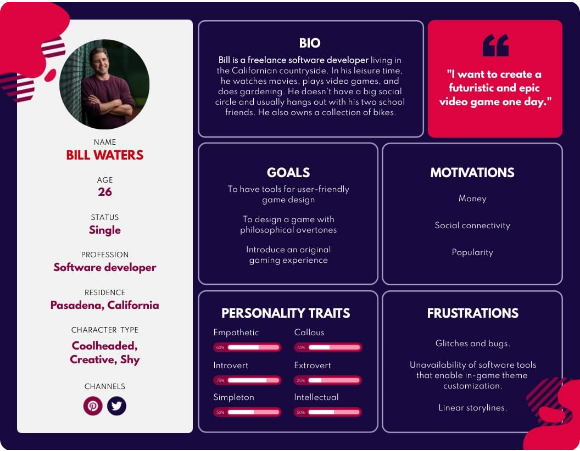 NAME
BILL WATERS
AGE
26
STATUS
Single
PROFESSION
Software developer
RESIDENCE
Pasadena, California
CHARACTER TYPE
Coolheaded,
Creative, Shy
CHANNELS
BIO
Bill is a freelance software developer living in
the Californian countryside. In his leisure time,
he watches movies, plays video games, and
does gardening. He doesn't have a big social
circle and usually hangs out with his two school
friends. He also owns a collection of bikes.
"I want to create a
futuristic and epic
video game one day."
GOALS
To have tools for user-friendly
game design
To design a game with
philosophical overtones
Introduce an original
gaming experience
MOTIVATIONS
Money
Social connectivity
Popularity
PERSONALITY TRAITS
Empathetic
Callous
Introvert
Extrovert
Simpleton
Intellectual
FRUSTRATIONS
Glitches and bugs.
Unavailability of software tools
that enable in-game theme
customization.
Linear storylines.